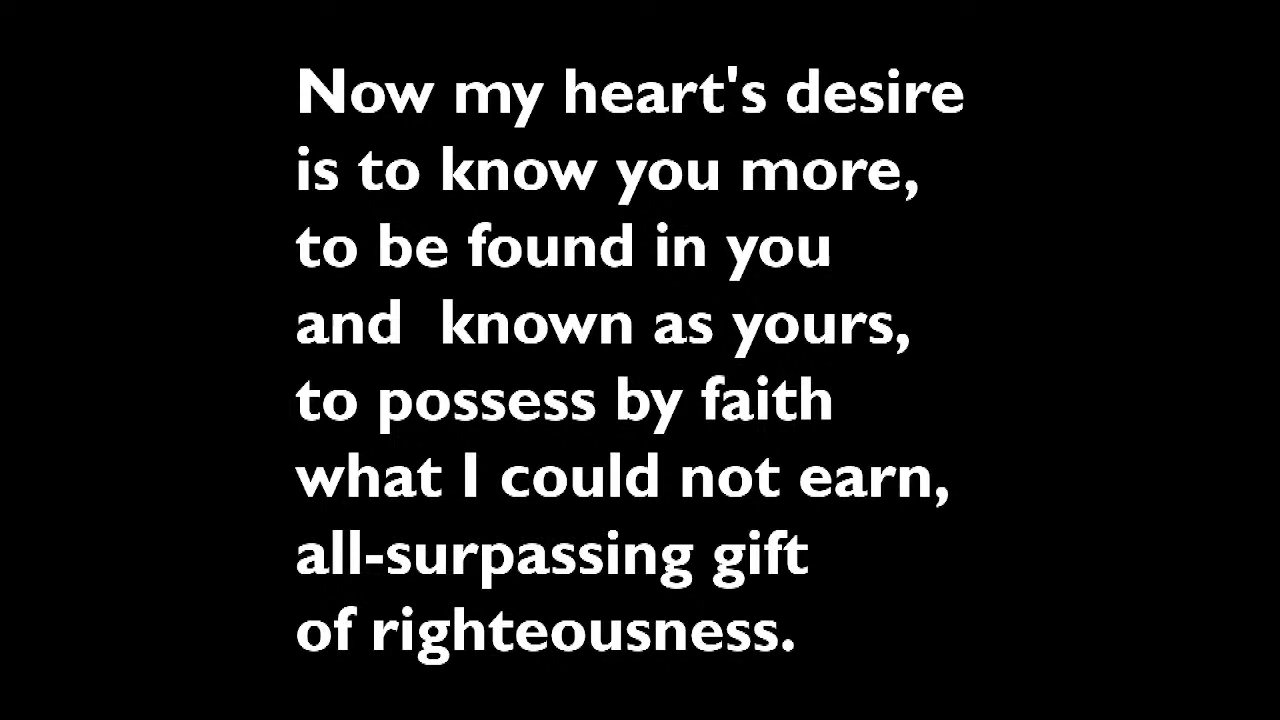 Now my heart's desire
is to know you more,
to be found in you
and  known as yours,
to possess by faith
what I could not earn,
all-surpassing gift
of righteousness.